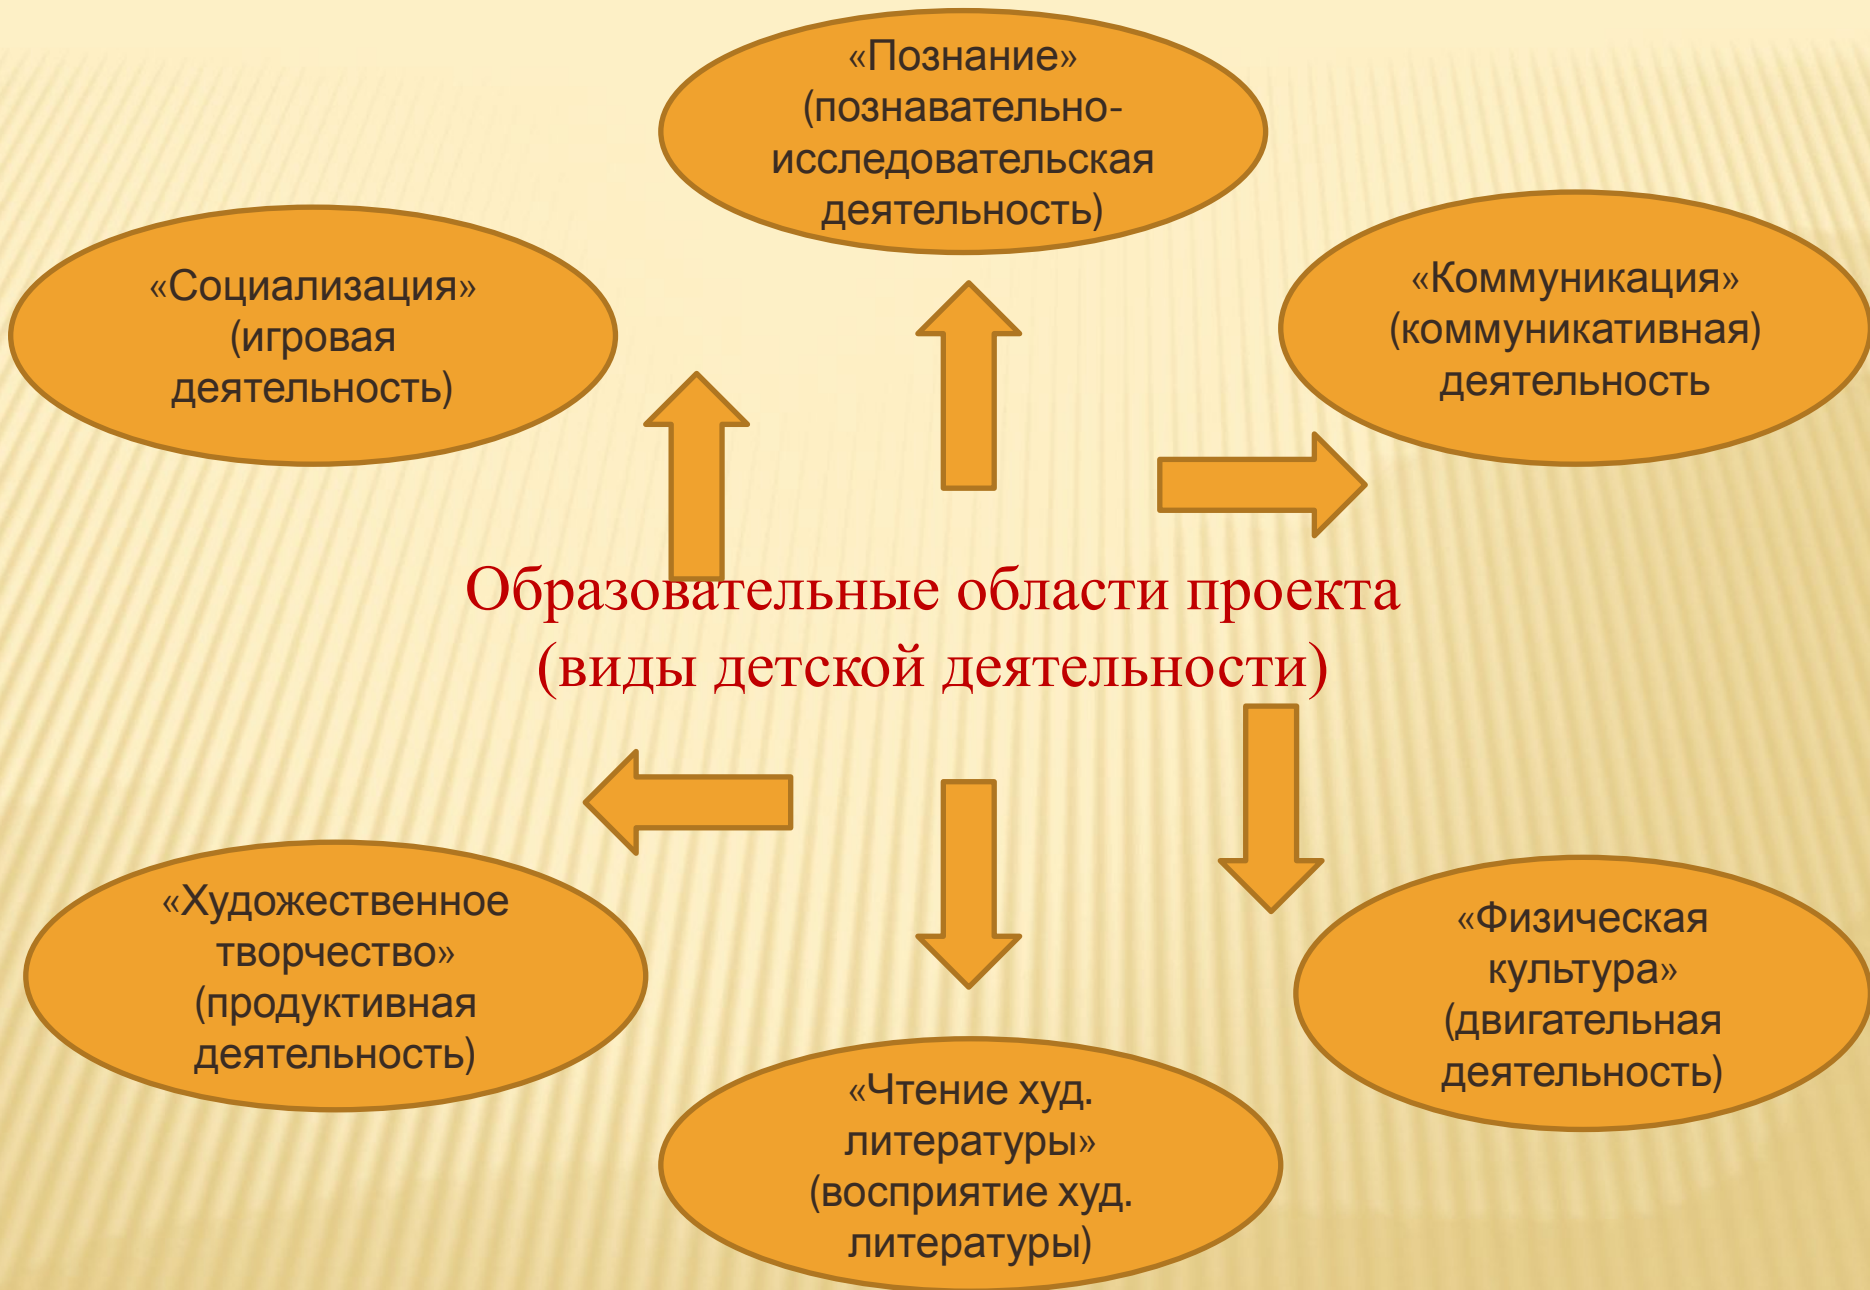 «Познание»
(познавательно-
исследовательская
деятельность)
«Социализация»
(игровая
деятельность)
«Коммуникация»
(коммуникативная)
деятельность
Образовательные области проекта
(виды детской деятельности)
«Художественное
творчество»
(продуктивная
деятельность)
«Чтение худ.
литературы»
(восприятие худ.
литературы)
«Физическая
культура»
(двигательная
деятельность)